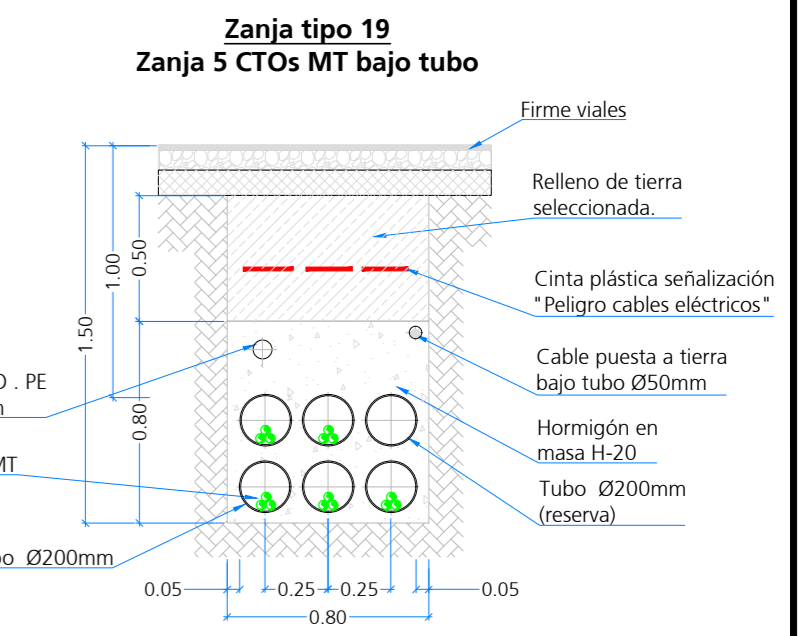 Zanja tipo 19
Zanja 5 CTOs MT bajo tubo
Firme viales
Relleno de tierra
seleccionada.
Cinta plástica señalización
"Peligro cables eléctricos"
Cable puesta a tierra
bajo tubo Ø50mm
Hormigón en
masa H-20
Tubo Ø200mm
(reserva)
1.50
1.00
0.50
0.80
. PE
MT
Ø200mm
0.05
0.25
0.25
0.05
0.80